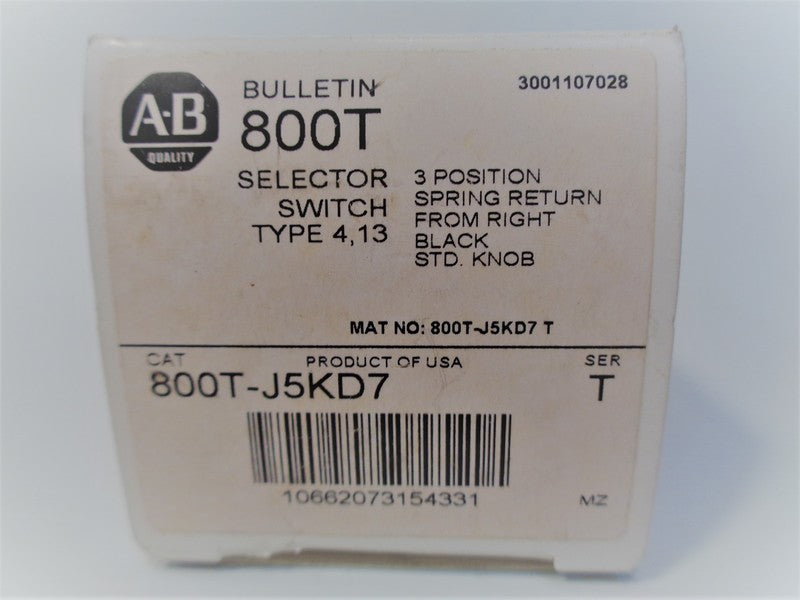 A-B
QUALITY
BULLETIN
800T
3001107028
SELECTOR
SWITCH
TYPE 4,13
3 POSITION
SPRING RETURN
FROM RIGHT
BLACK
STD. KNOB
MAT NO: 800T-J5KD7 T
CAT
PRODUCT OF USA
SER
800T-J5KD7
T
10662073154331
MZ